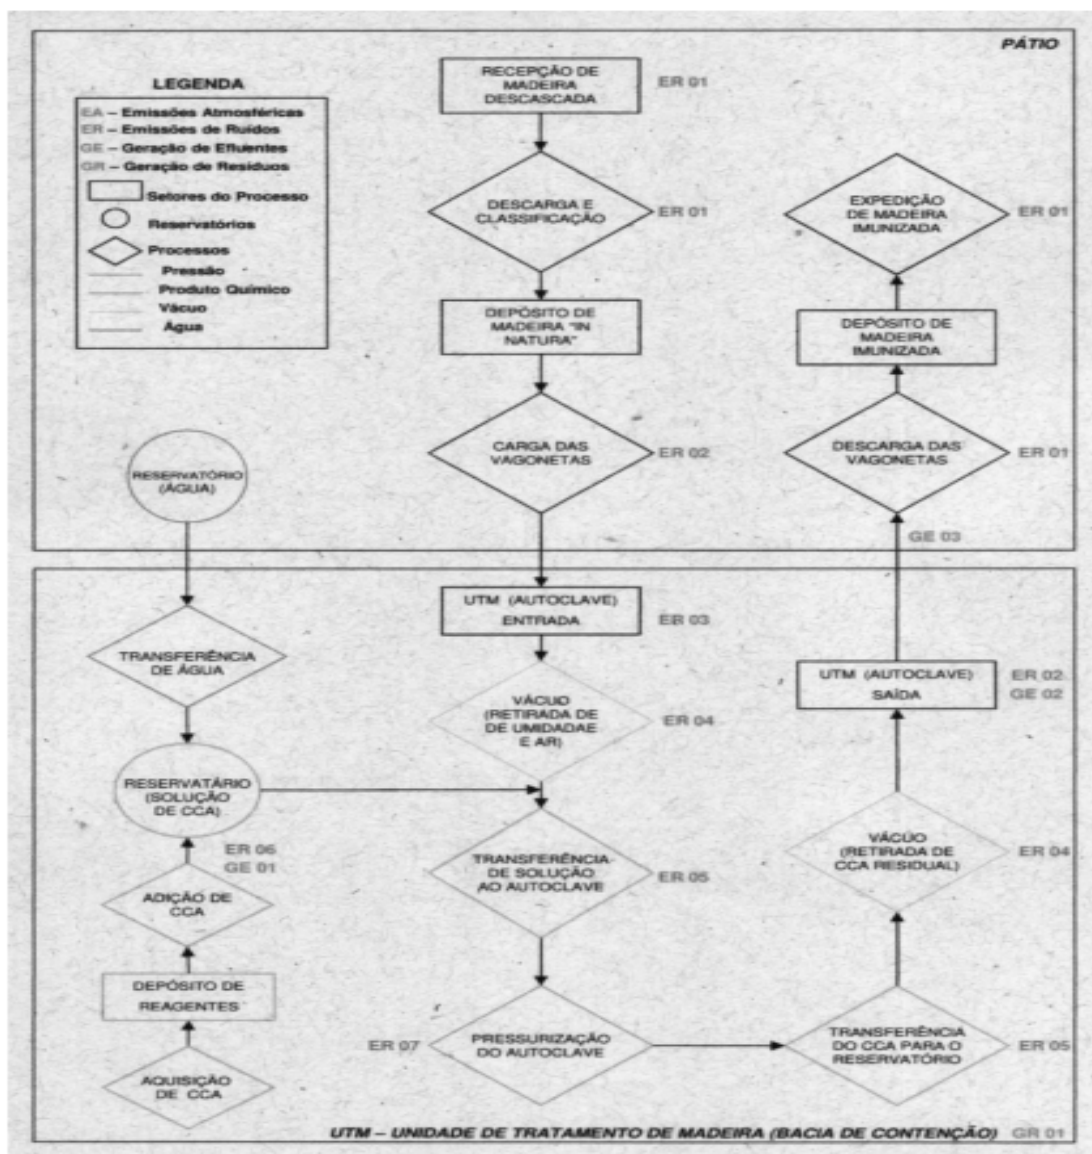 PÁTIO
LEGENDA
EA – Emissões Atmosféricas
ER – Emissões de Ruídos
GE – Geração de Efluentes
GR – Geração de Resíduos
Setores do Processo
Reservatórios
Processos
Pressão
Produto Químico
Vácuo
Água
RECEPÇÃO DE
MADEIRA
DESCASCADA
ER 01
DESCARGA E
CLASSIFICAÇÃO
ER 01
DEPÓSITO DE
MADEIRA "IN
NATURA"
CARGA DAS
VAGONETAS
ER 02
EXPEDIÇÃO
DE MADEIRA
IMUNIZADA
ER 01
DEPÓSITO DE
MADEIRA
IMUNIZADA
DESCARGA DAS
VAGONETAS
ER 01
GE 03
RESERVATÓRIO
(ÁGUA)
TRANSFERÊNCIA
DE ÁGUA
RESERVATÁRIO
(SOLUÇÃO
DE CCA)
ER 06
GE 01
ADIÇÃO DE
CCA
DEPÓSITO DE
REAGENTES
AQUISIÇÃO
DE CCA
UTM (AUTOCLAVE)
ENTRADA
ER 03
VÁCUO
(RETIRADA DE
DE UMIDADAE
E AR)
ER 04
TRANSFERÊNCIA
DE SOLUÇÃO
AO AUTOCLAVE
ER 05
PRESSURIZAÇÃO
DO AUTOCLAVE
ER 07
UTM (AUTOCLAVE)
SAÍDA
ER 02
GE 02
VÁCUO
(RETIRADA DE
CCA RESIDUAL)
ER 04
TRANSFERÊNCIA
DO CCA PARA O
RESERVATÓRIO
ER 05
UTM – UNIDADE DE TRATAMENTO DE MADEIRA (BACIA DE CONTENÇÃO) GR 01